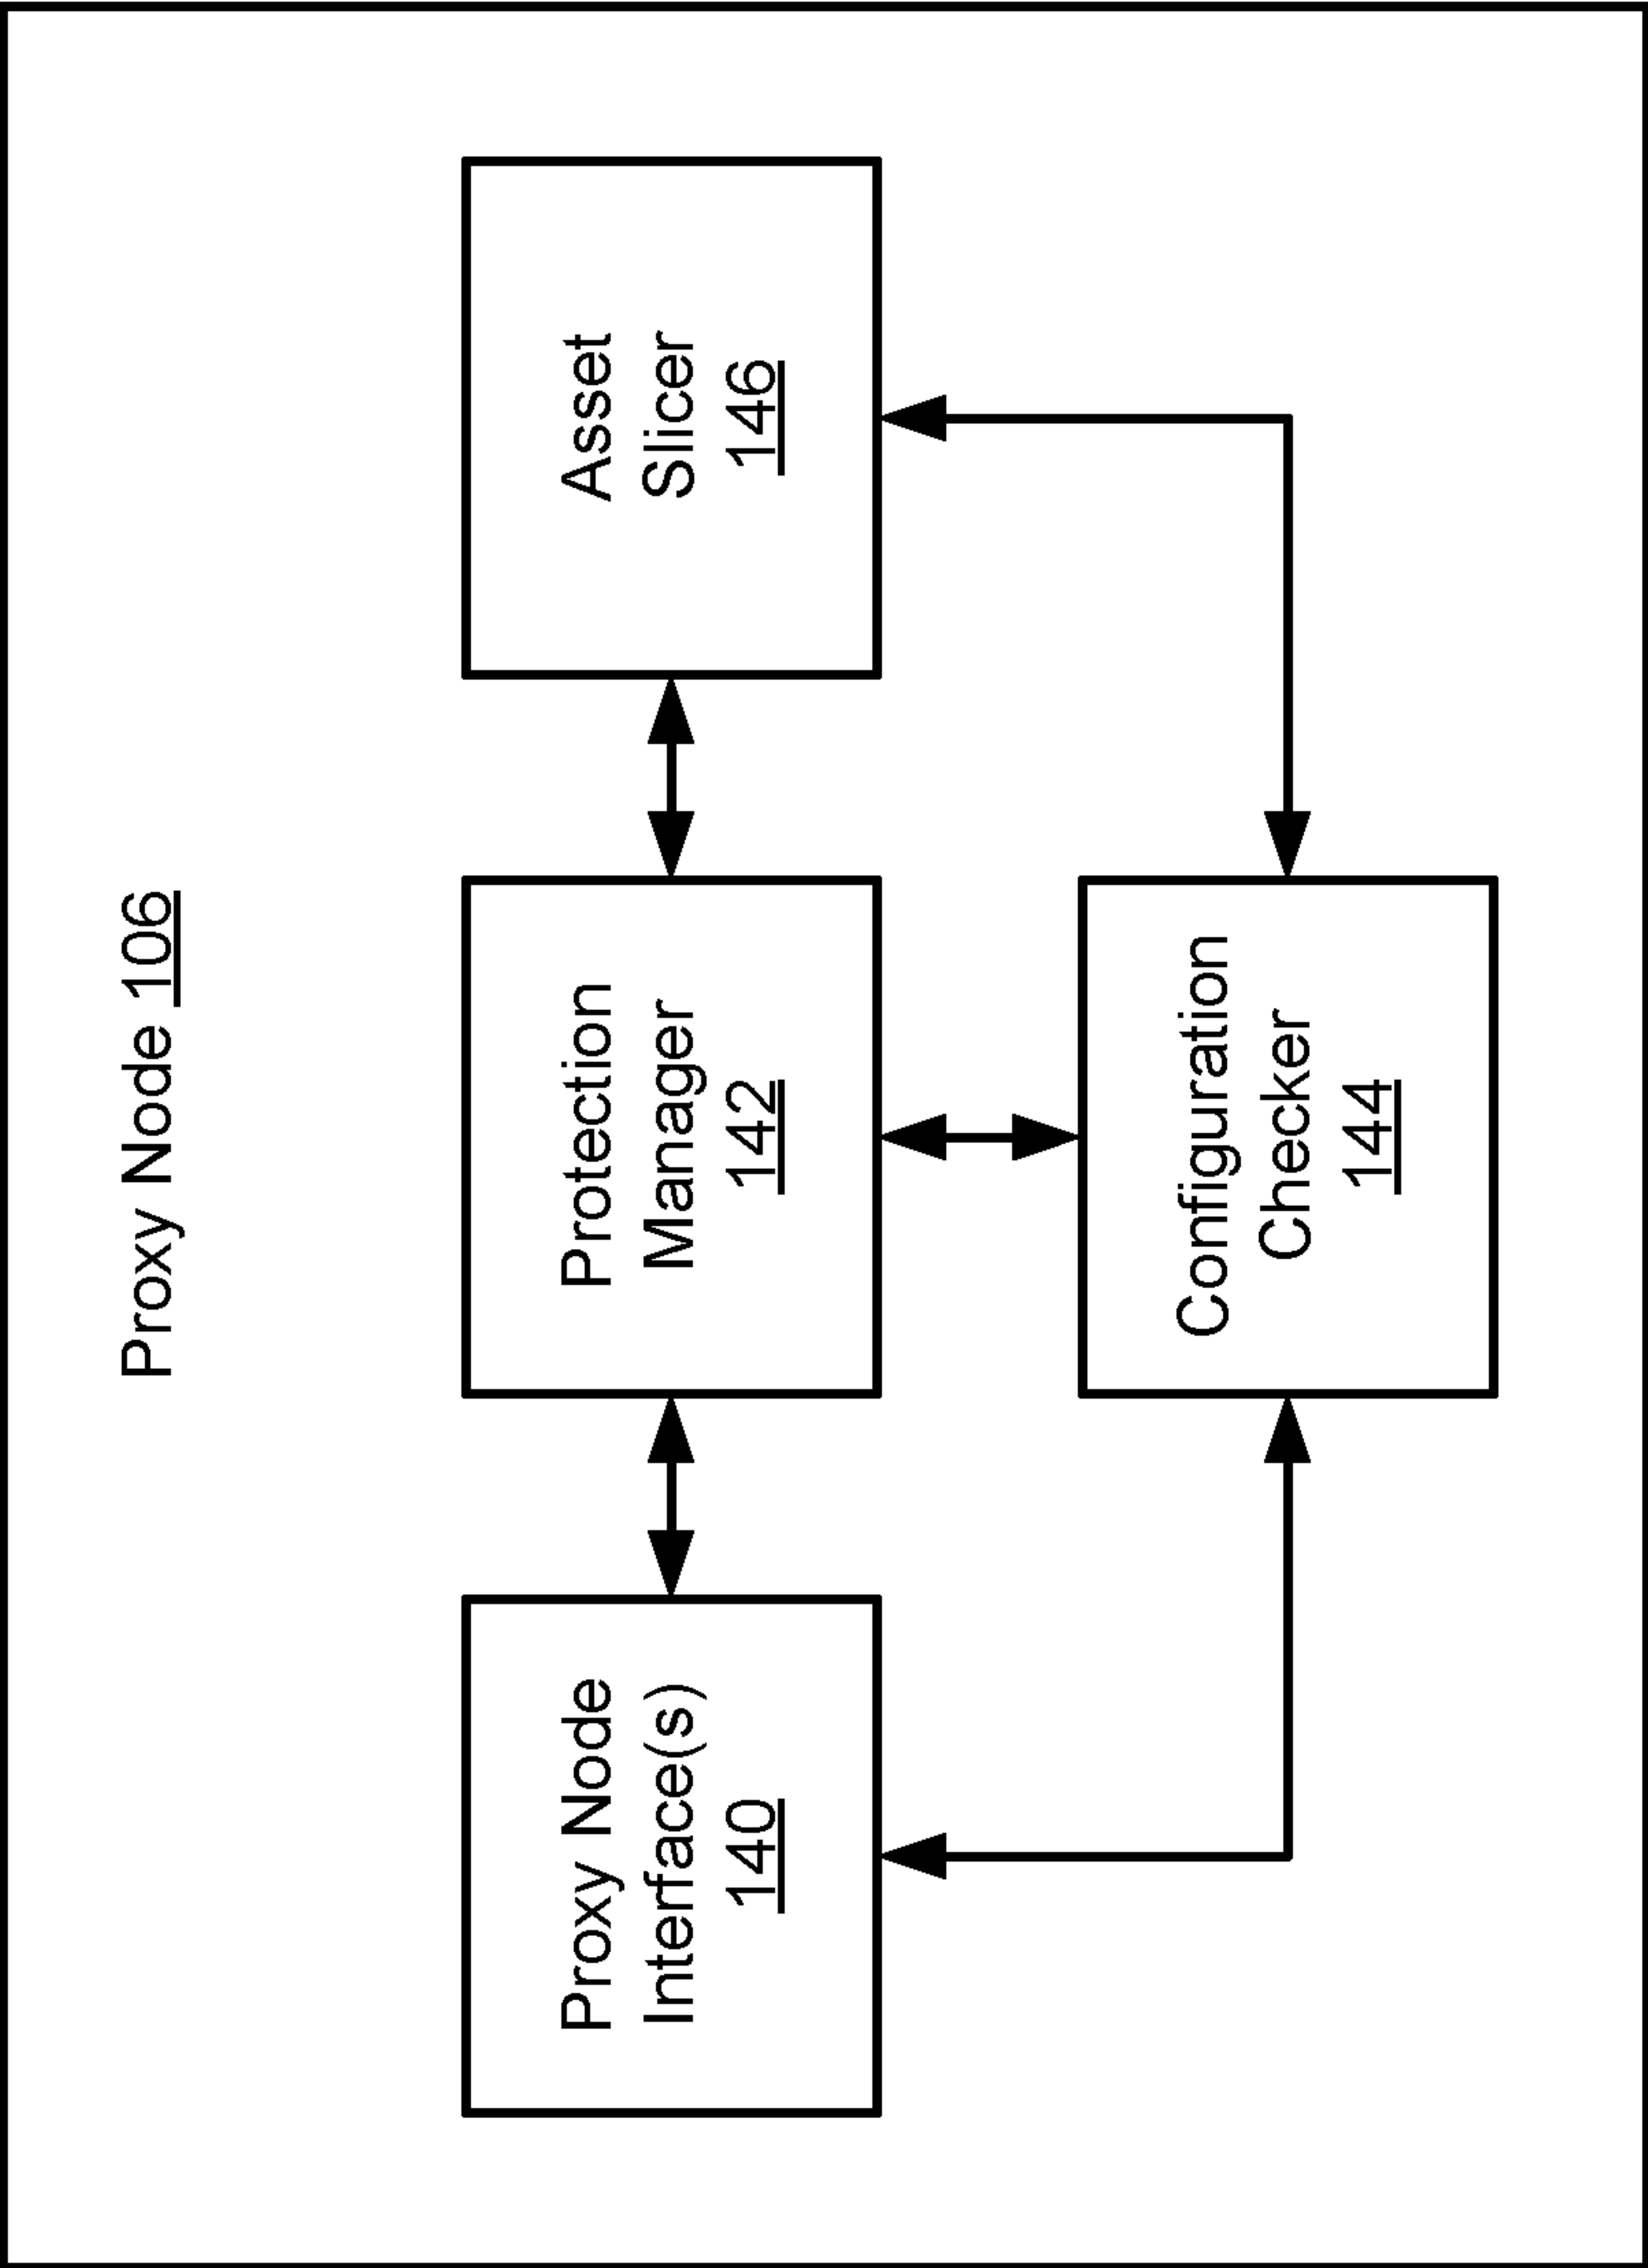 Proxy Node 106
Proxy Node
Interface(s)
140
Protection
Manager
142
Asset
Slicer
146
Configuration
Checker
144